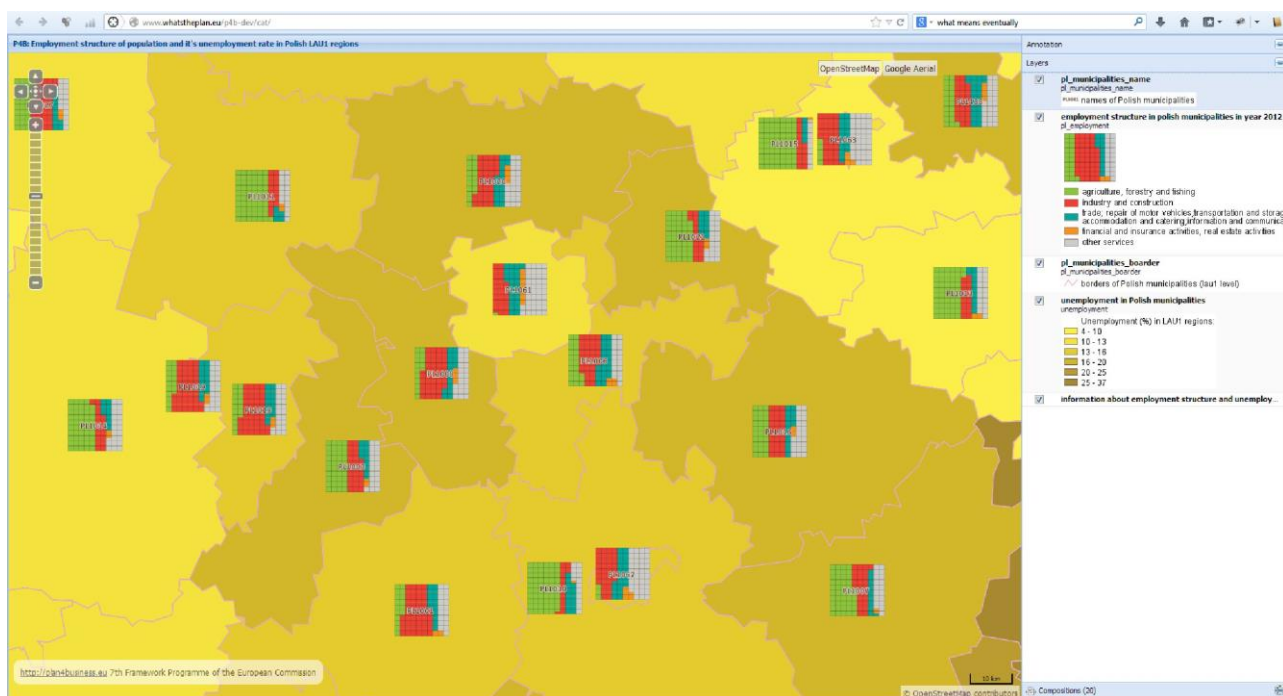 www.whatstheplan.eu/p4b-dev/cat/
what means eventually
P4B: Employment structure of population and it's unemployment rate in Polish LAU1 regions
OpenStreetMap Google Aerial
Annotation
Layers
pl_municipalities_name
pl_municipalities_name
names of Polish municipalities
employment structure in polish municipalities in year 2012
pl_employment
agriculture, forestry and fishing
industry and construction
trade, repair of motor vehicles,transportation and storag
accommodation and catering,information and communica
financial and insurance activities, real estate activities
other services
pl_municipalities_boarder
pl_municipalities_boarder
borders of Polish municipalities (lau1 level)
unemployment in Polish municipalities
unemployment
Unemployment (%) in LAU1 regions:
4 - 10
10 - 13
13 - 16
16 - 20
20 - 25
25 - 37
information about employment structure and unemploy...
PL1015
PL1063
PL1061
http://plan4business.eu 7th Framework Programme of the European Commission
10 km
© OpenStreetMap contributors
Compositions (20)